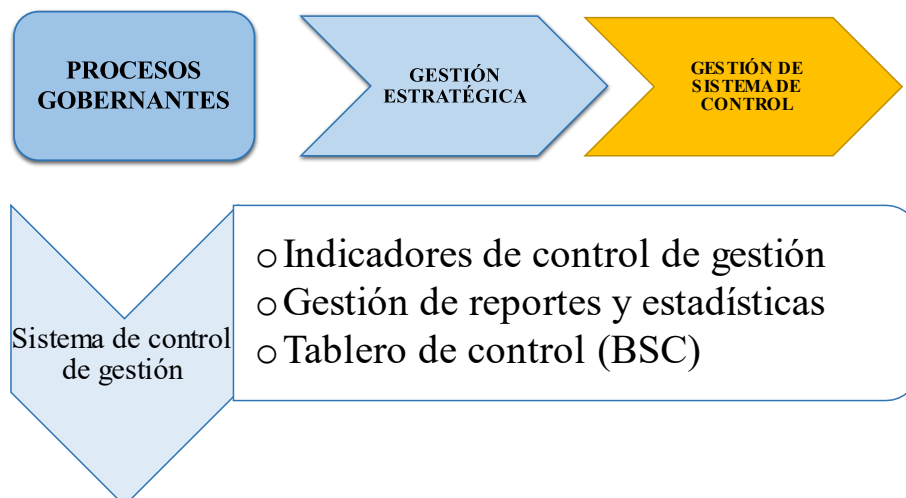 PROCESOS
GOBERNANTES
GESTIÓN
ESTRATÉGICA
GESTIÓN DE
SISTEMA DE
CONTROL
Sistema de control
de gestión
o Indicadores de control de gestión
o Gestión de reportes y estadísticas
o Tablero de control (BSC)